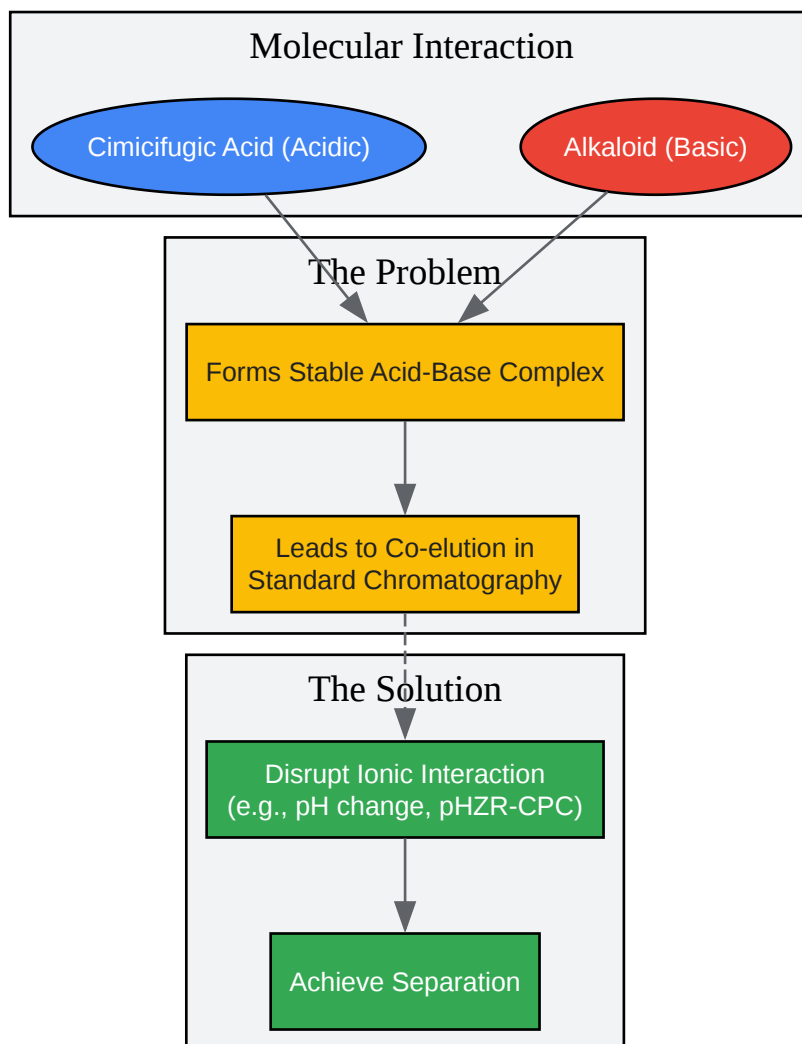 Molecular Interaction
Cimicifugic Acid (Acidic)
Alkaloid (Basic)
The Problem
Forms Stable Acid-Base Complex
Leads to Co-elution in
Standard Chromatography
The Solution
Disrupt Ionic Interaction
(e.g., pH change, pHZR-CPC)
Achieve Separation